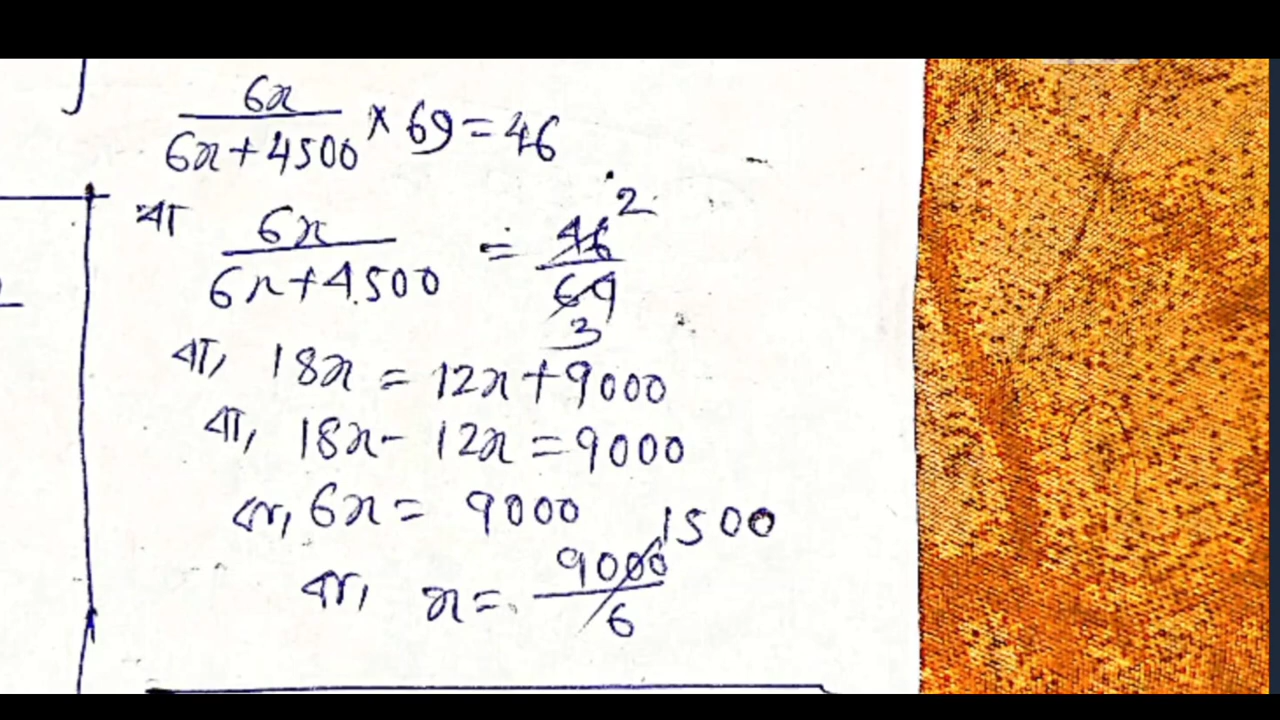 6x/(6x+4500) × 69 = 46
বা 6x/(6x+4500) = 46/69 2 3
বা, 18x = 12x + 9000
বা, 18x - 12x = 9000
বা, 6x = 9000
বা, x = 9000/6 1500